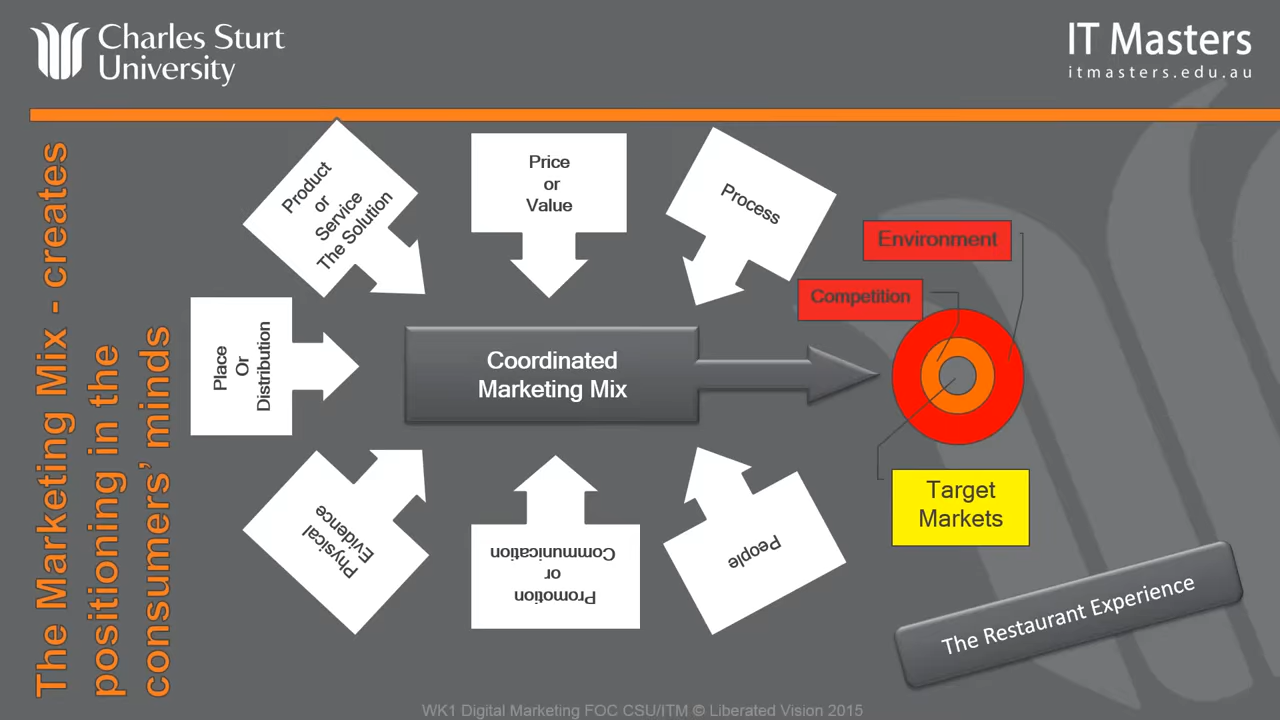 Charles Sturt
University
IT Masters
itmasters.edu.au
The Marketing Mix - creates
positioning in the
consumers’ minds
Product
or
Service
The Solution
Price
or
Value
Process
Environment
Competition
Place
Or
Distribution
Coordinated
Marketing Mix
Target
Markets
Physical
Evidence
Promotion
or
Communication
People
The Restaurant Experience
WK1 Digital Marketing FOC CSU/ITM © Liberated Vision 2015